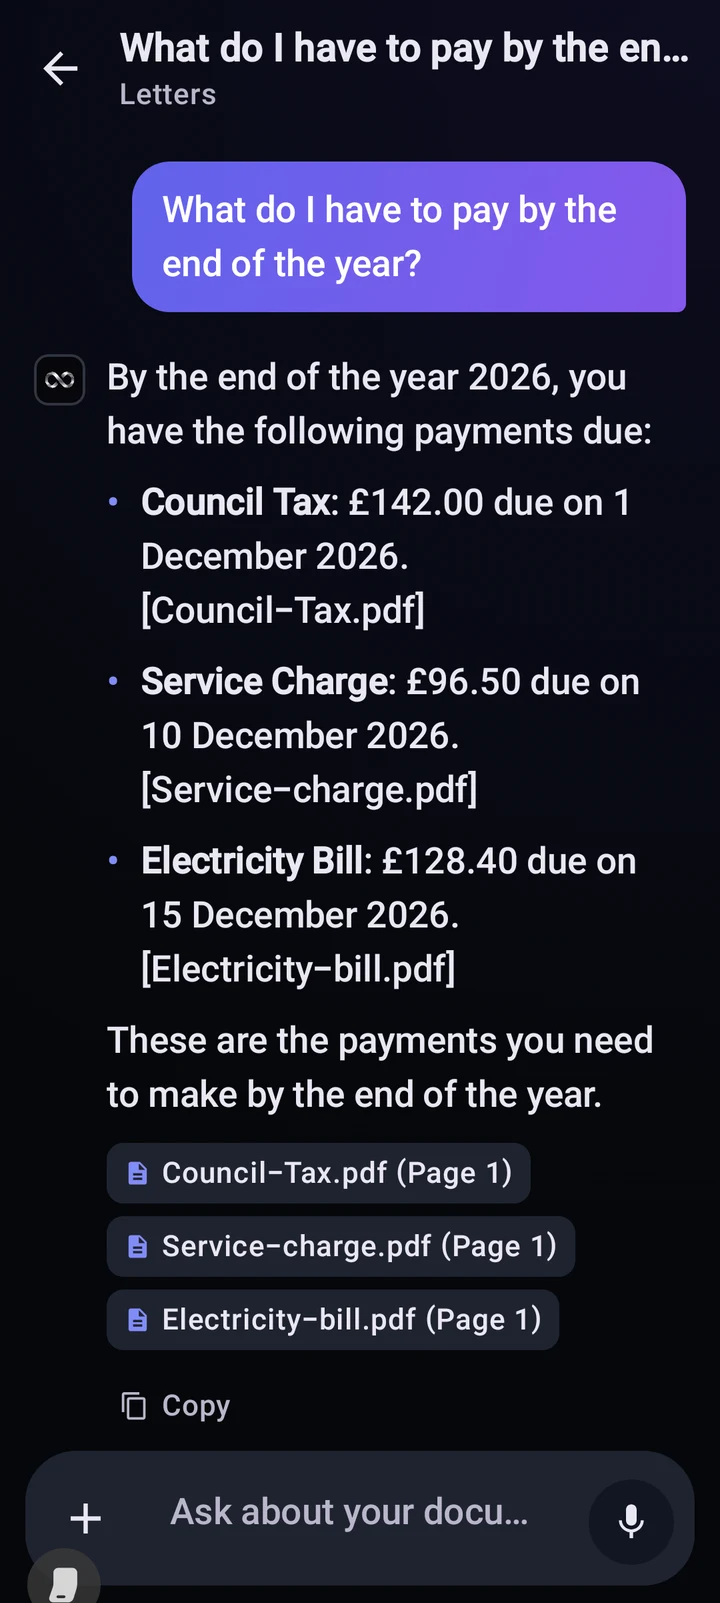 What do I have to pay by the en...
Letters
What do I have to pay by the
end of the year?
By the end of the year 2026, you
have the following payments due:
• Council Tax: £142.00 due on 1
December 2026.
[Council-Tax.pdf]
• Service Charge: £96.50 due on
10 December 2026.
[Service-charge.pdf]
• Electricity Bill: £128.40 due on
15 December 2026.
[Electricity-bill.pdf]
These are the payments you need
to make by the end of the year.
Council-Tax.pdf (Page 1)
Service-charge.pdf (Page 1)
Electricity-bill.pdf (Page 1)
Copy
Ask about your docu...